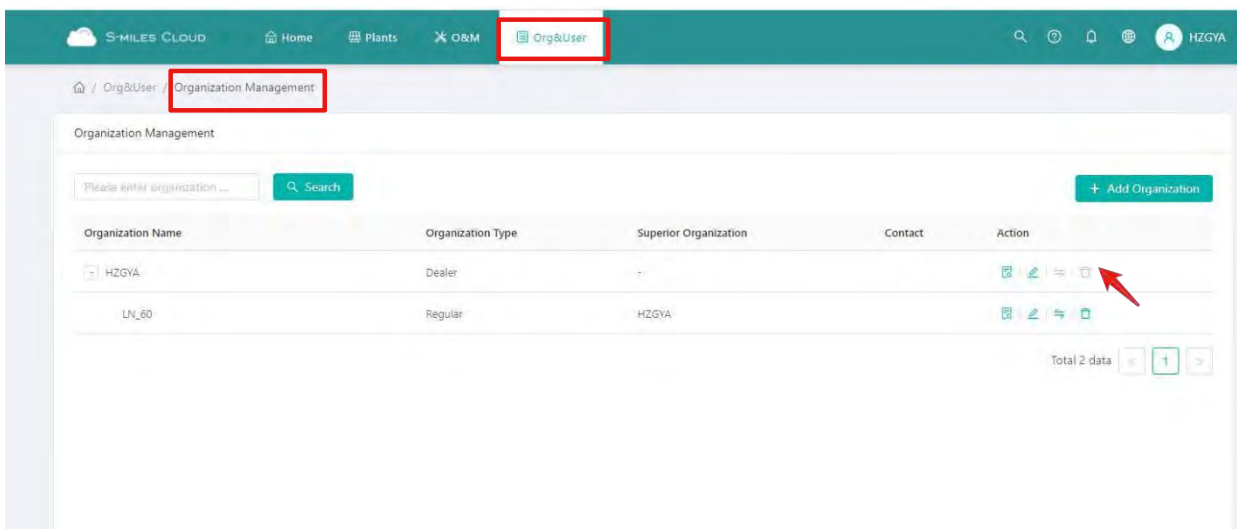 S-MILES CLOUD Home Plants O&M Org&User HZGYA
/ Org&User / Organization Management
Organization Management
Please enter organization ... Search + Add Organization
Organization Name Organization Type Superior Organization Contact Action
- HZGYA Dealer -
LN_60 Regular HZGYA
Total 2 data < 1 >